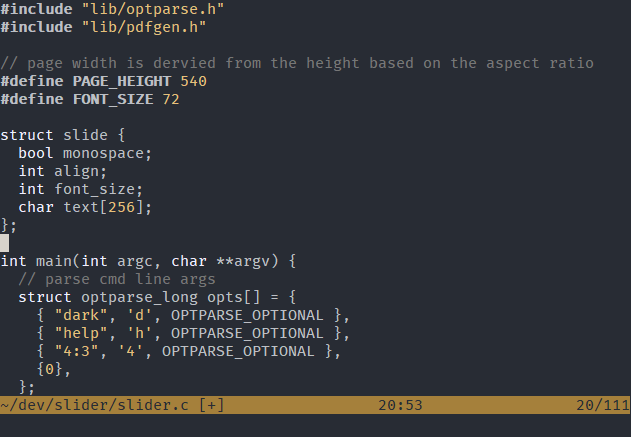 #include "lib/optparse.h"
#include "lib/pdfgen.h"

// page width is dervied from the height based on the aspect ratio
#define PAGE_HEIGHT 540
#define FONT_SIZE 72

struct slide {
  bool monospace;
  int align;
  int font_size;
  char text[256];
};

int main(int argc, char **argv) {
  // parse cmd line args
  struct optparse_long opts[] = {
    { "dark", 'd', OPTPARSE_OPTIONAL },
    { "help", 'h', OPTPARSE_OPTIONAL },
    { "4:3", '4', OPTPARSE_OPTIONAL },
    {0},
  };
~/dev/slider/slider.c [+] 20:53 20/111